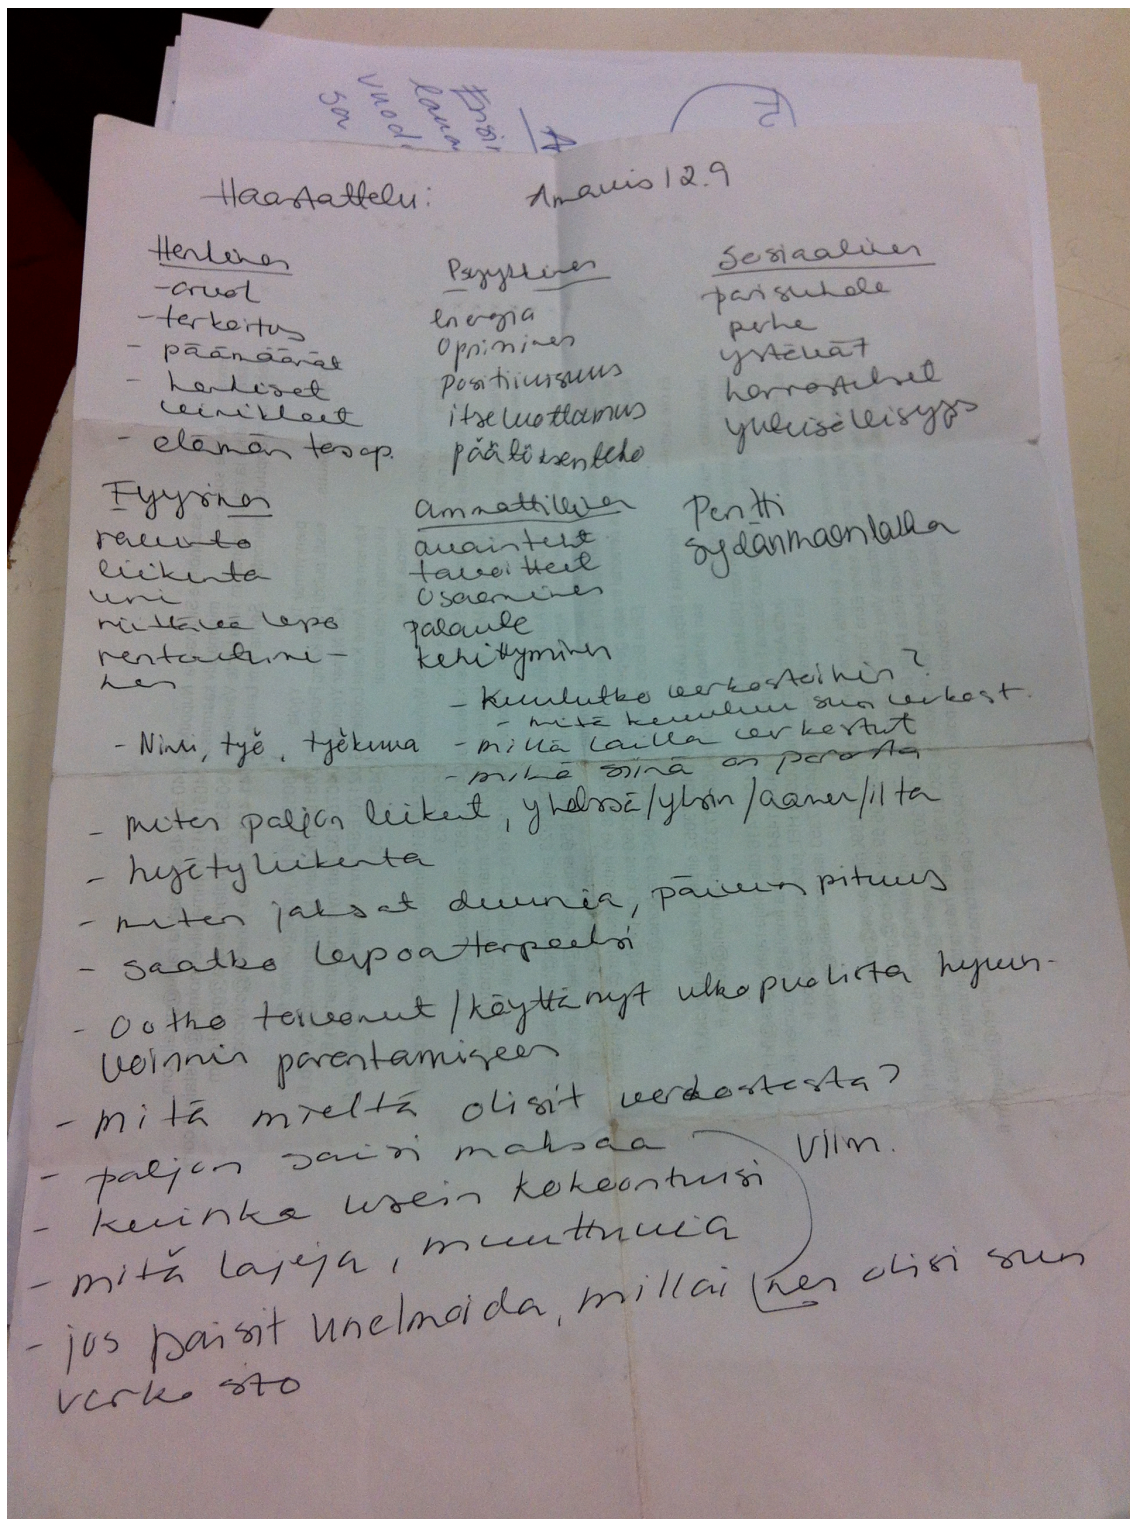 Haastattelu: Amanis 12.9
Henkinen
-arvot
-tarkoitus
- päämäärät
- henkiset
virikkeet
- elämän tasap.
Psyykkinen
energia
Oppiminen
positiivisuus
itseluottamus
päätöksenteko
Sosiaalinen
parisuhde
perhe
ystävät
harrastukset
yhteisöllisyys
Fyysinen
ravinto
liikunta
uni
riittävä lepo
rentoutumi-
nen
ammatillinen
avainteht
tavoitteet
Osaaminen
palaute
kehittyminen
Pentti
Sydänmaanlakka
- Kuulutko verkostoihin?
- mitä kuuluu sun verkost.
- millä lailla verkostut
- mikä siinä on parasta
- Nimi, työ, työkuva
- miten paljon liikut, yhdessä/yksin/aamu/ilta
- hyötyliikunta
- miten jaksat duunia, päivän pituus
- saatko lepoa tarpeeksi
- Ootko toivonut/käyttänyt ulkopuolista hyvin-
voinnin parantamiseen
- mitä mieltä olisit verkostosta?
- paljon saisi maksaa
- kuinka usein kokoontuisi
Viim.
- mitä lajeja, muuttuvia
- jos saisit unelmoida, millainen olisi sun
verkosto